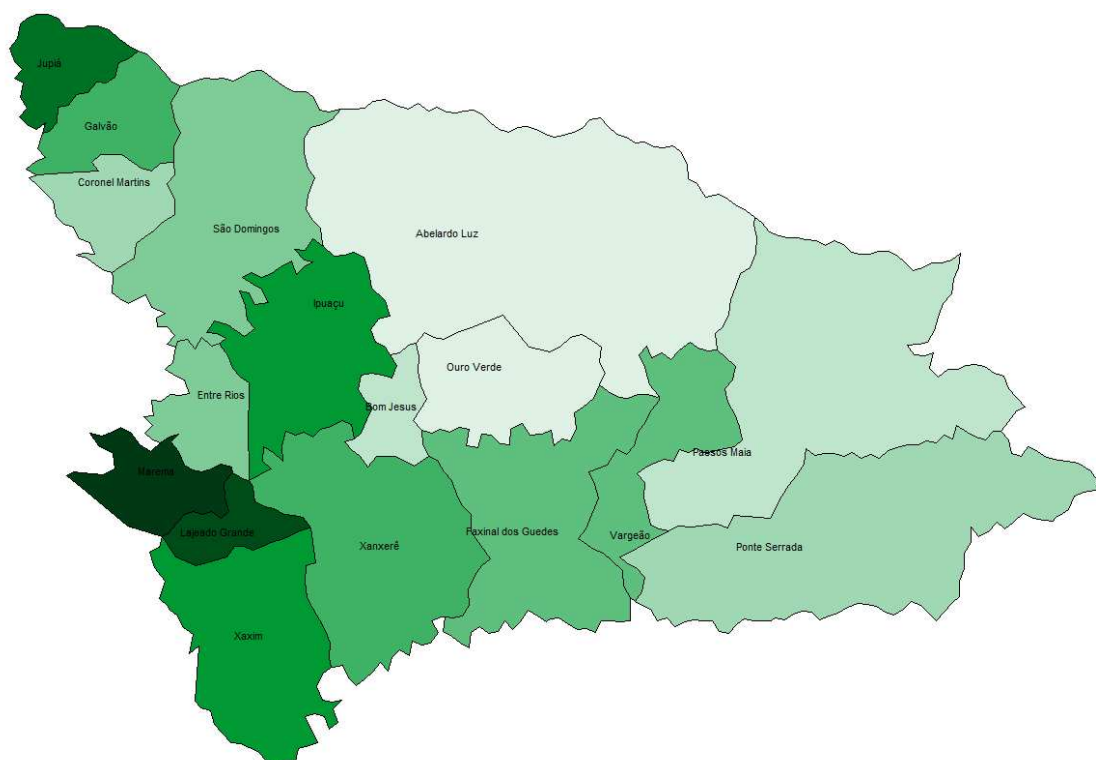 Jupiá
Galvão
Coronel Martins
São Domingos
Abelardo Luz
Ipuaçu
Ouro Verde
Entre Rios
Bom Jesus
Passos Maia
Marema
Lajeado Grande
Xanxerê
Faxinal dos Guedes
Vargeão
Ponte Serrada
Xaxim